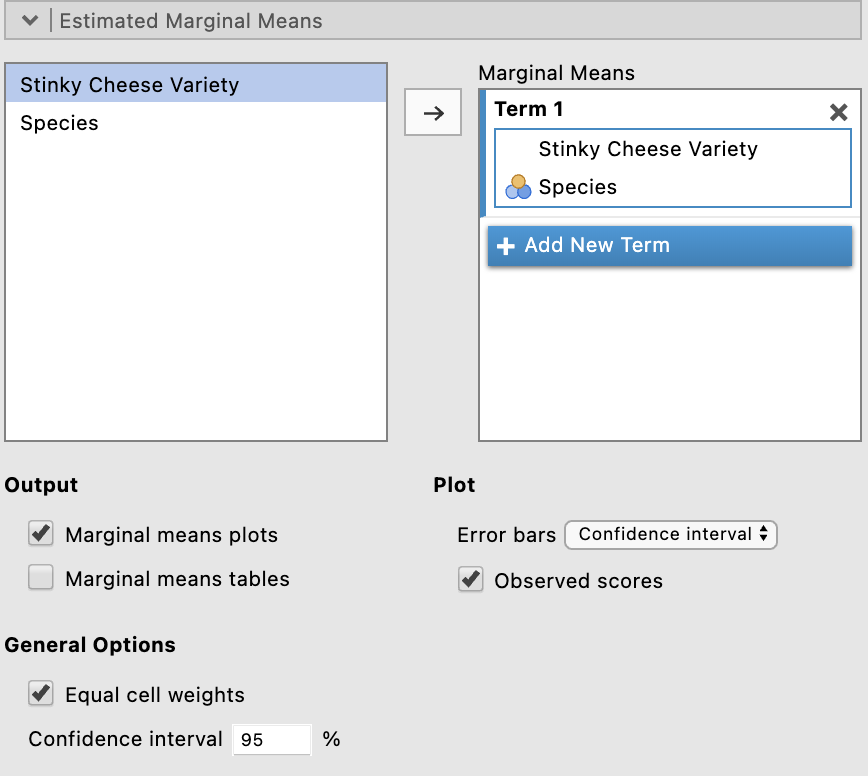 Estimated Marginal Means
Stinky Cheese Variety
Species
Marginal Means
Term 1
Stinky Cheese Variety
Species
Add New Term
Output
Marginal means plots
Marginal means tables
Plot
Error bars Confidence interval
Observed scores
General Options
Equal cell weights
Confidence interval 95 %